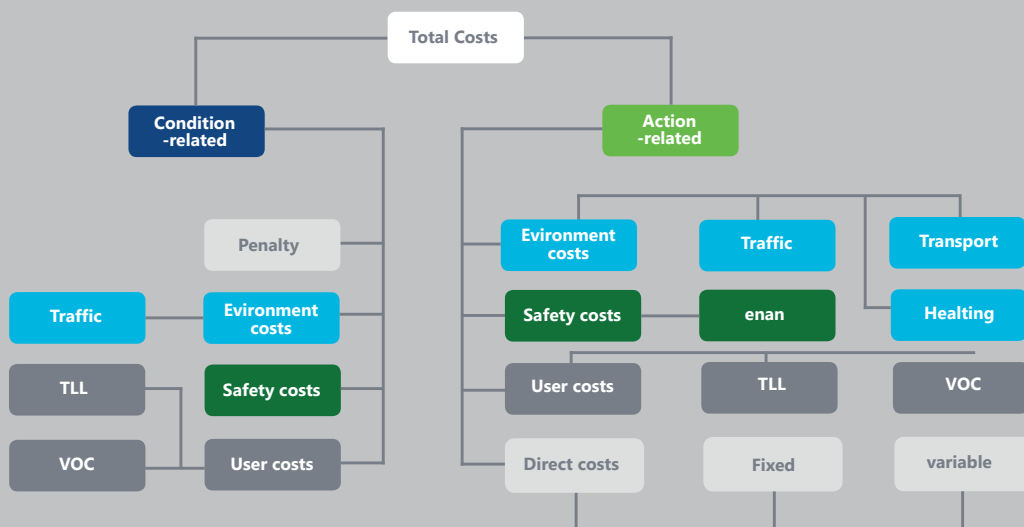 Total Costs
Condition
-related
Action
-related
Penalty
Evironment
costs
Traffic
Transport
Traffic
Evironment
costs
Safety costs
enan
Healting
TLL
Safety costs
User costs
TLL
VOC
VOC
User costs
Direct costs
Fixed
variable